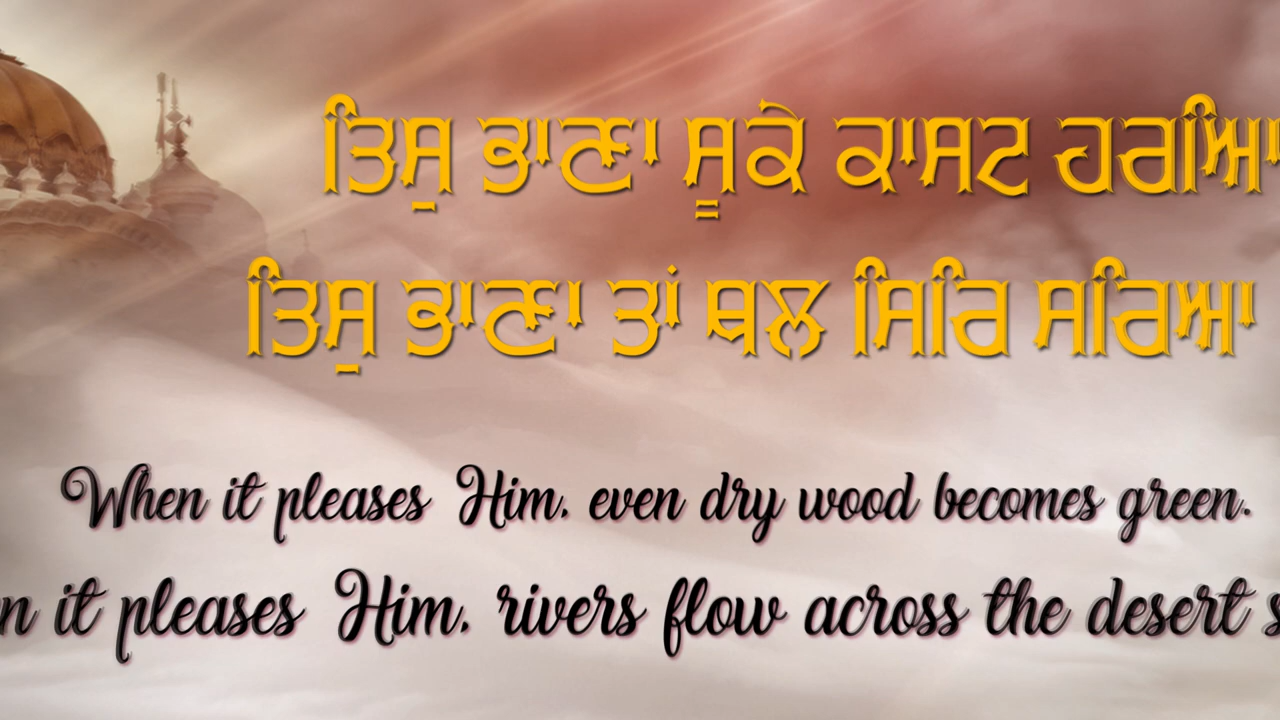 ਤਿਸੁ ਭਾਣਾ ਸੂਕੇ ਕਾਸਟ ਹਰਿਆ
ਤਿਸੁ ਭਾਣਾ ਤਾਂ ਥਲ ਸਿਰਿ ਸਰਿਆ
When it pleases Him, even dry wood becomes green.
n it pleases Him, rivers flow across the desert s